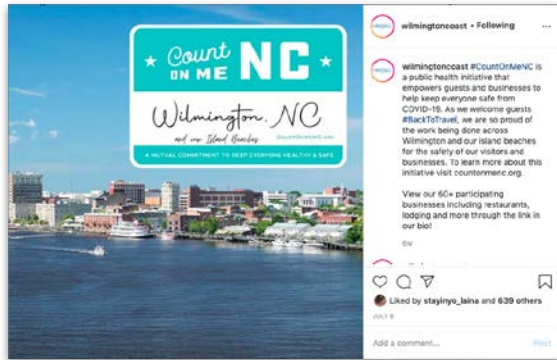 Count
ON ME NC
Wilmington, NC
and our Island Beaches
CountOnMeNC.org
A MUTUAL COMMITMENT TO KEEP EVERYONE HEALTHY & SAFE
wilmingtoncoast • Following
wilmingtoncoast #CountOnMeNC is
a public health initiative that
empowers guests and businesses to
help keep everyone safe from
COVID-19. As we welcome guests
#BackToTravel, we are so proud of
the work being done across
Wilmington and our island beaches
for the safety of our visitors and
businesses. To learn more about this
initiative visit countonmenc.org.
View our 60+ participating
businesses including restaurants,
lodging and more through the link in
our bio!
Liked by stayinyo_laina and 639 others
JULY 9
Add a comment...
Post